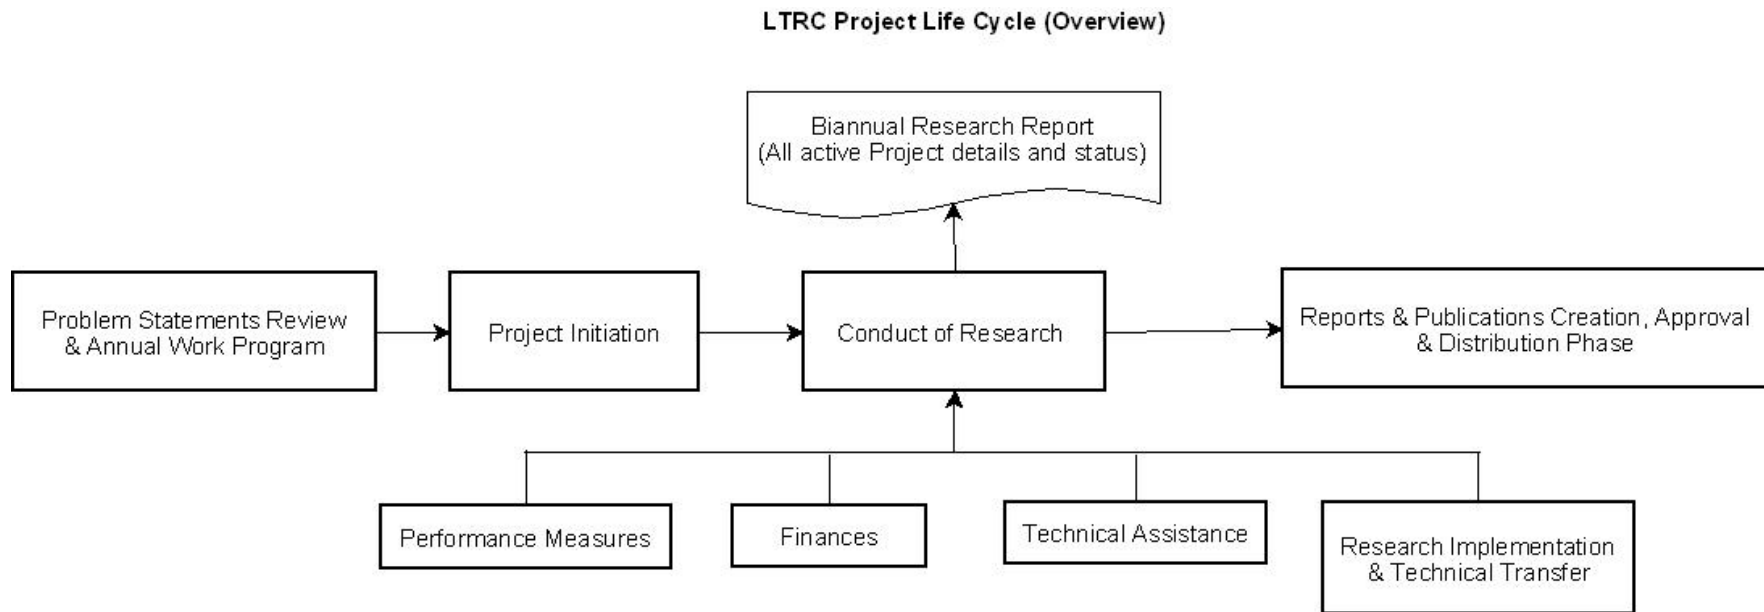 LTRC Project Life Cycle (Overview)
Biannual Research Report
(All active Project details and status)
Problem Statements Review
& Annual Work Program
Project Initiation
Conduct of Research
Reports & Publications Creation, Approval
& Distribution Phase
Performance Measures
Finances
Technical Assistance
Research Implementation
& Technical Transfer